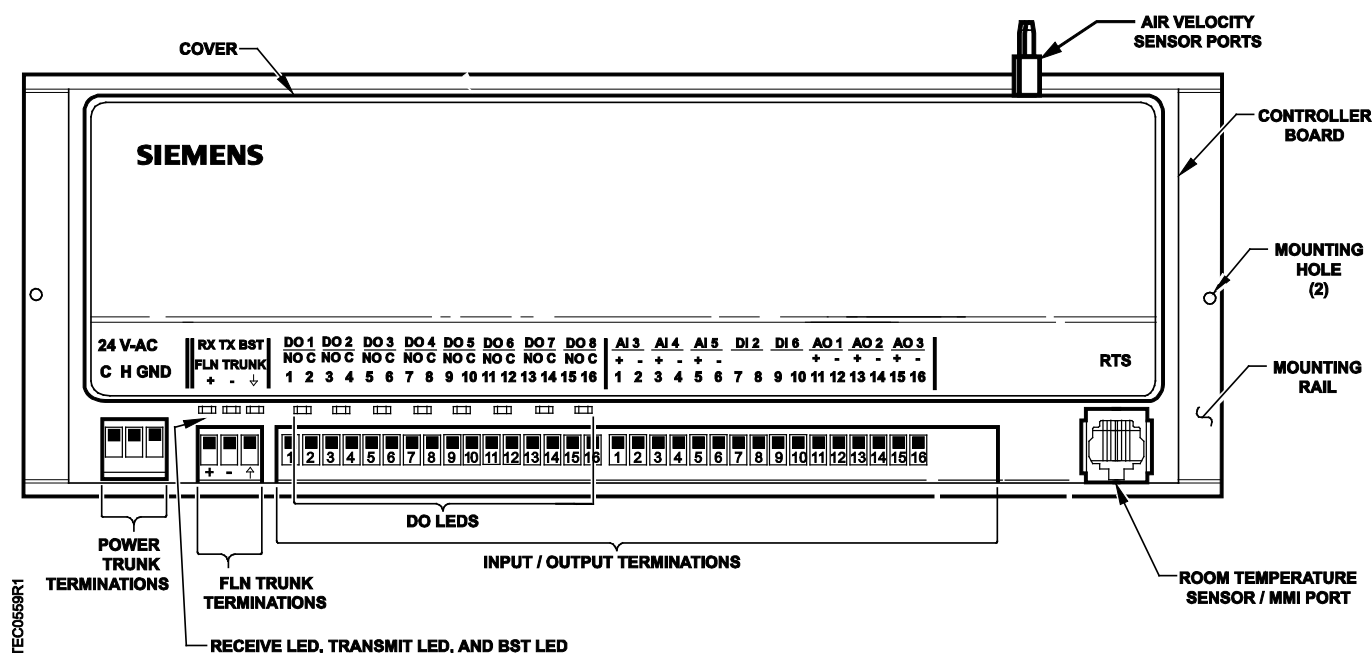 AIR VELOCITY
SENSOR PORTS
COVER
CONTROLLER
BOARD
SIEMENS
MOUNTING
HOLE
(2)
24 V-AC
C H GND
RX TX BST
FLN TRUNK
+ -
DO 1 DO 2 DO 3 DO 4 DO 5 DO 6 DO 7 DO 8
NO C NO C NO C NO C NO C NO C NO C NO C
1 2 3 4 5 6 7 8 9 10 11 12 13 14 15 16
AI 3 AI 4 AI 5 DI 2 DI 6 AO 1 AO 2 AO 3
+ - + - + - + - + - + -
1 2 3 4 5 6 7 8 9 10 11 12 13 14 15 16
RTS
MOUNTING
RAIL
+ -
1 2 3 4 5 6 7 8 9 10 11 12 13 14 15 16
1 2 3 4 5 6 7 8 9 10 11 12 13 14 15 16
DO LEDS
POWER
TRUNK
TERMINATIONS
FLN TRUNK
TERMINATIONS
INPUT / OUTPUT TERMINATIONS
ROOM TEMPERATURE
SENSOR / MMI PORT
RECEIVE LED, TRANSMIT LED, AND BST LED
TEC0559R1